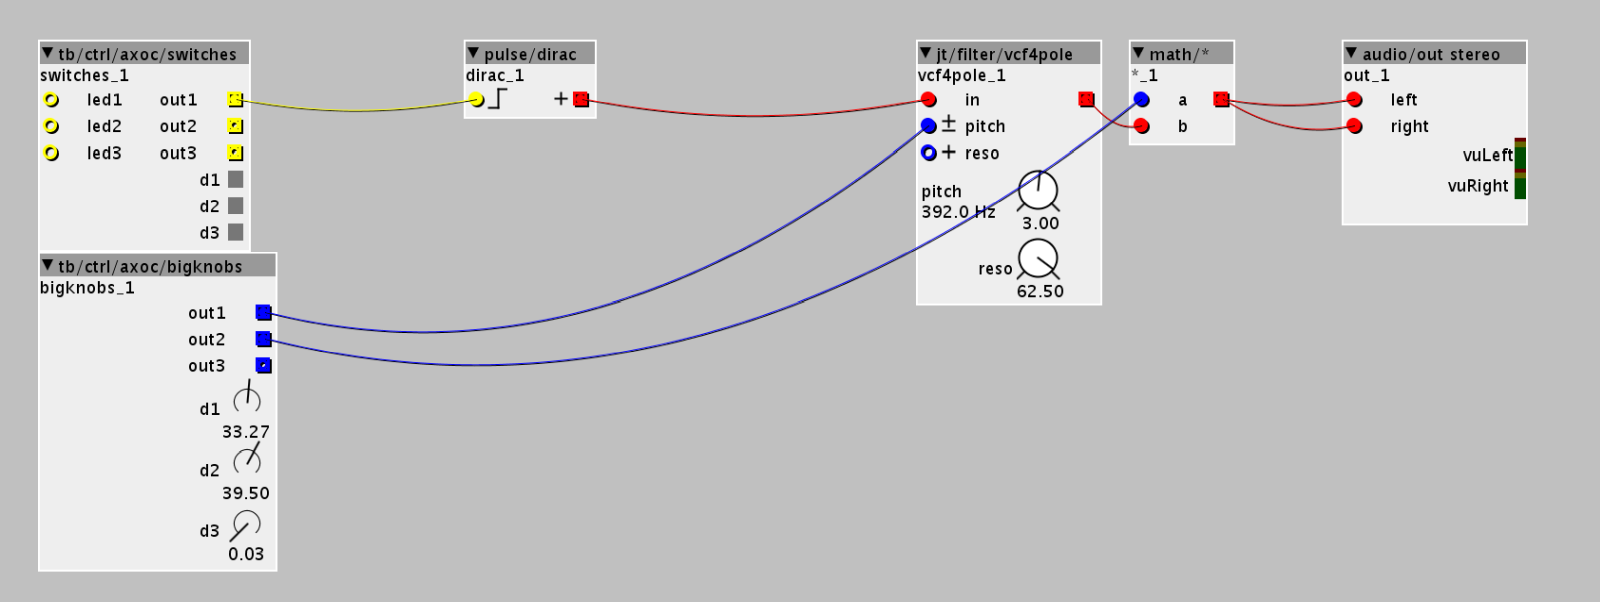 tb/ctrl/axoc/switches
switches_1
led1 out1
led2 out2
led3 out3
d1
d2
d3
tb/ctrl/axoc/bigknobs
bigknobs_1
out1
out2
out3
d1
33.27
d2
39.50
d3
0.03
pulse/dirac
dirac_1
+
jt/filter/vcf4pole
vcf4pole_1
in
± pitch
+ reso
pitch
392.0 Hz
3.00
reso
62.50
math/*
*_1
a
b
audio/out stereo
out_1
left
right
vuLeft
vuRight